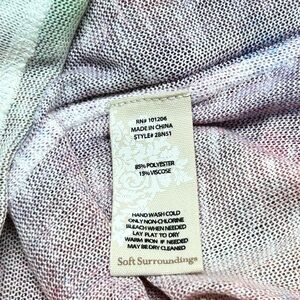 RN# 101206
MADE IN CHINA
STYLE# 2BN51
85% POLYESTER
15% VISCOSE
HAND WASH COLD
ONLY NON-CHLORINE
BLEACH WHEN NEEDED
LAY FLAT TO DRY
WARM IRON IF NEEDED
MAY BE DRY CLEANED
Soft Surroundings